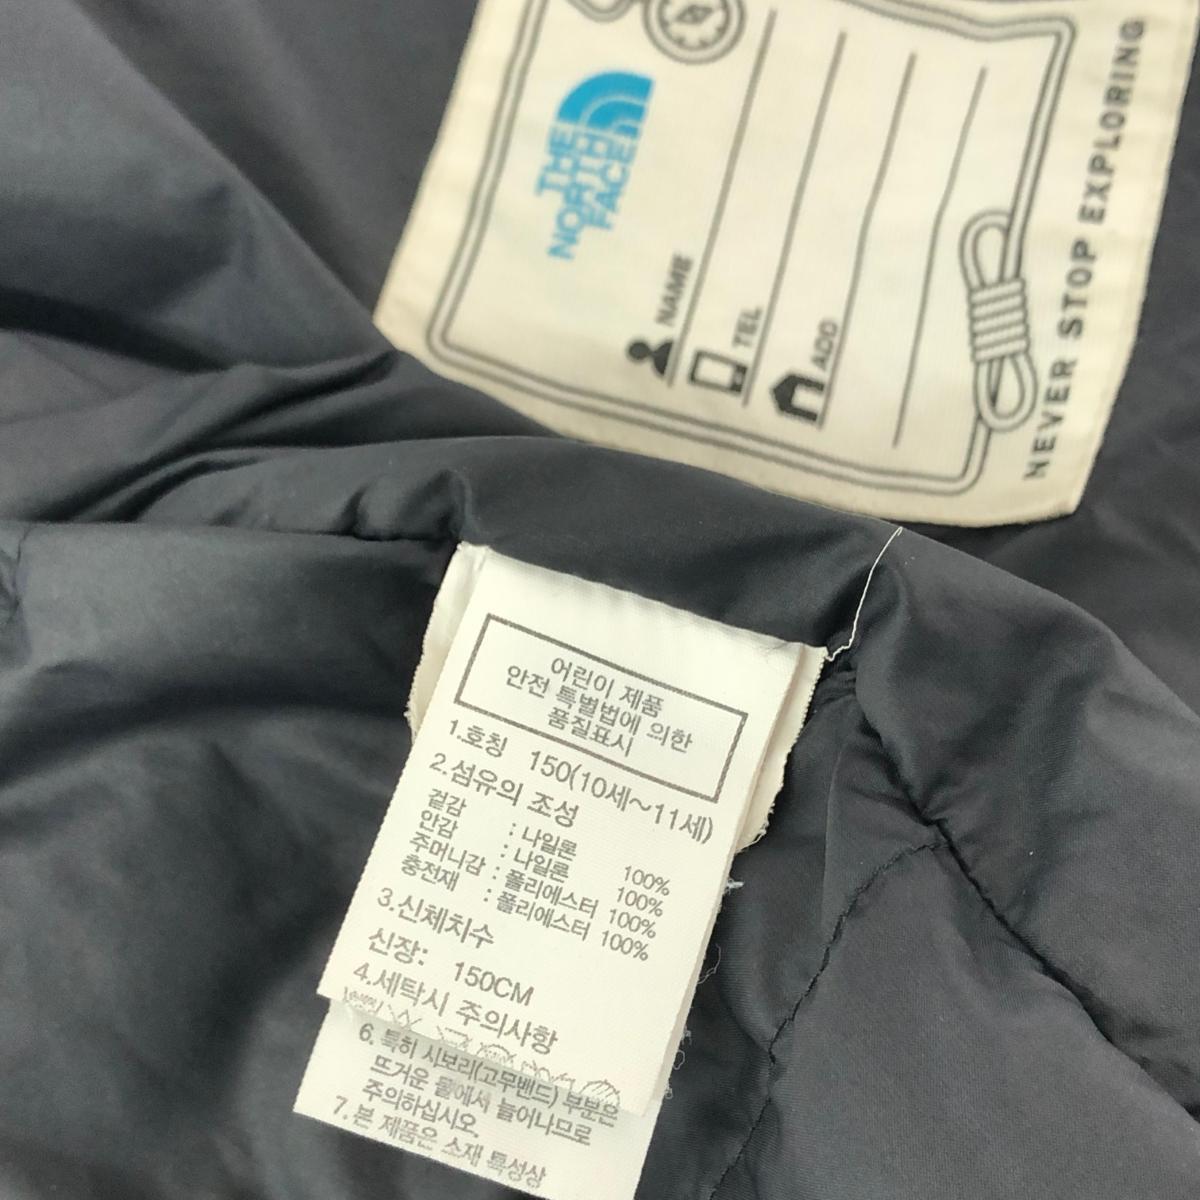 THE
NORTH
FACE
NAME
TEL
ADD
NEVER STOP EXPLORING
어린이 제품
안전 특별법에 의한
품질표시
1.호칭 150(10세~11세)
2.섬유의 조성
겉감 : 나일론 100%
안감 : 나일론 100%
주머니감 : 폴리에스터 100%
충전재 : 폴리에스터 100%
3.신체치수
신장: 150CM
4.세탁시 주의사항
6. 특히 시보리(고무밴드) 부분은
뜨거운 물에서 늘어나므로
주의하십시오.
7. 본 제품은 소재 특성상